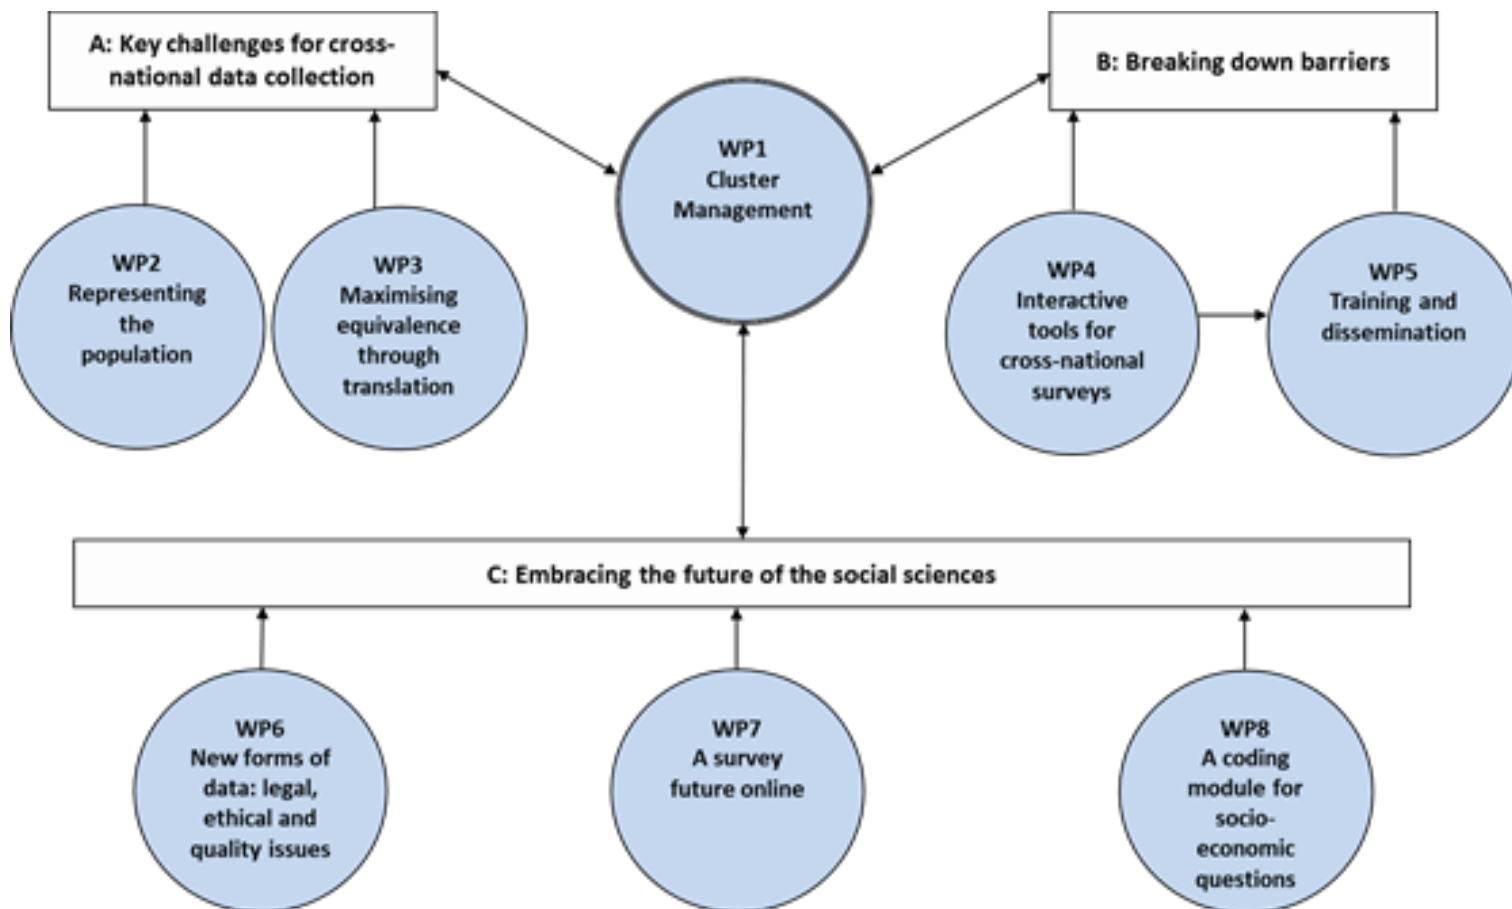 A: Key challenges for cross-
national data collection
B: Breaking down barriers
WP1
Cluster
Management
WP2
Representing
the
population
WP3
Maximising
equivalence
through
translation
WP4
Interactive
tools for
cross-national
surveys
WP5
Training and
dissemination
C: Embracing the future of the social sciences
WP6
New forms of
data: legal,
ethical and
quality issues
WP7
A survey
future online
WP8
A coding
module for
socio-
economic
questions